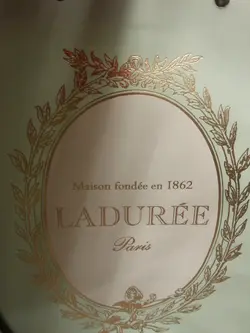 Maison fondée en 1862
LADURÉE
Paris